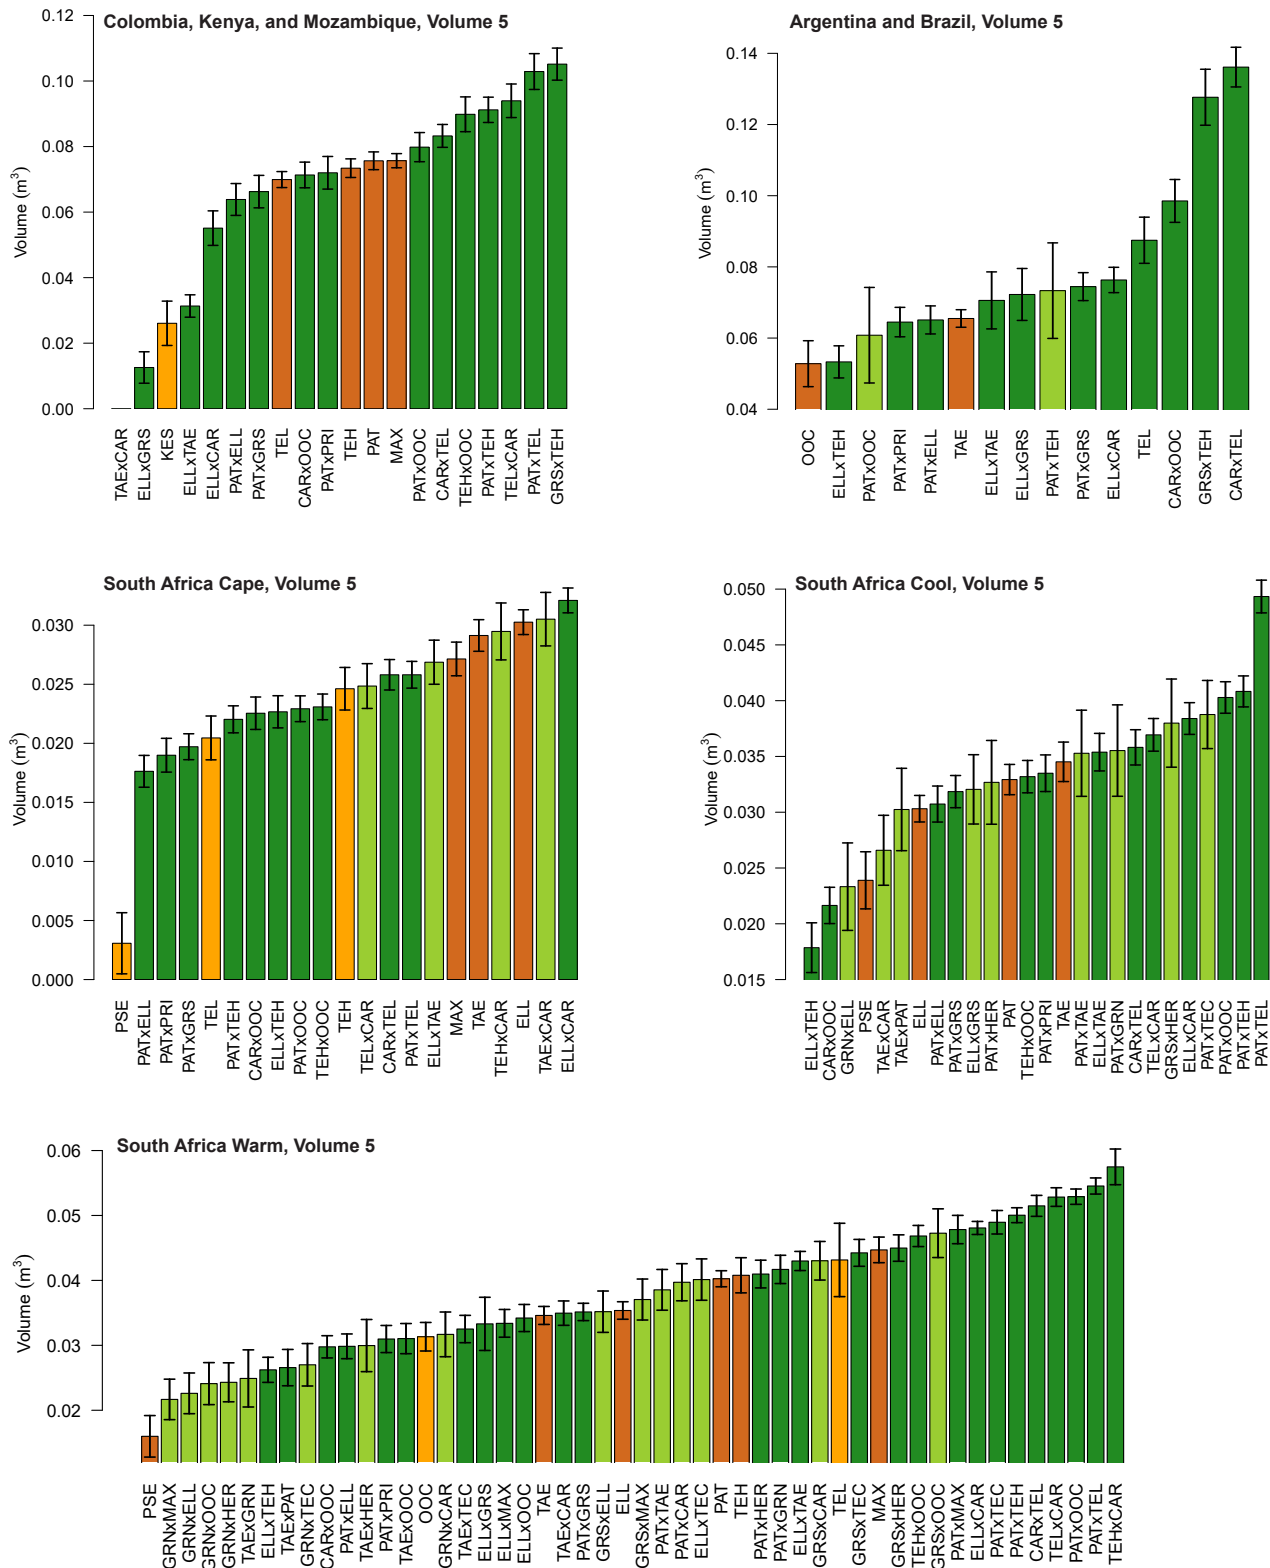 Colombia, Kenya, and Mozambique, Volume 5
Volume (m³)
0.12
0.10
0.08
0.06
0.04
0.02
0.00
TAExCAR
ELLxGRS
KES
ELLxTAE
ELLxCAR
PATxELL
PATxGRS
TEL
CARxOOC
PATxPRI
TEH
PAT
MAX
PATxOOC
CARxTEL
TEHxOOC
PATxTEH
TELxCAR
PATxTEL
GRSxTEH
Argentina and Brazil, Volume 5
Volume (m³)
0.14
0.12
0.10
0.08
0.06
0.04
OOC
ELLxTEH
PATxOOC
PATxPRI
PATxELL
TAE
ELLxTAE
ELLxGRS
PATxTEH
PATxGRS
ELLxCAR
TEL
CARxOOC
GRSxTEH
CARxTEL
South Africa Cape, Volume 5
Volume (m³)
0.030
0.025
0.020
0.015
0.010
0.005
0.000
PSE
PATxELL
PATxPRI
PATxGRS
TEL
PATxTEH
CARxOOC
ELLxTEH
PATxOOC
TEHxOOC
TEH
TELxCAR
CARxTEL
PATxTEL
ELLxTAE
MAX
TAE
TEHxCAR
ELL
TAExCAR
ELLxCAR
South Africa Cool, Volume 5
Volume (m³)
0.050
0.045
0.040
0.035
0.030
0.025
0.020
0.015
ELLxTEH
CARxOOC
GRNxELL
PSE
TAExCAR
TAExPAT
ELL
PATxELL
PATxGRS
ELLxGRS
PATxHER
PAT
TEHxOOC
PATxPRI
TAE
PATxTAE
ELLxTAE
PATxGRN
CARxTEL
TELxCAR
GRSxHER
ELLxCAR
PATxTEC
PATxOOC
PATxTEH
PATxTEL
South Africa Warm, Volume 5
Volume (m³)
0.06
0.05
0.04
0.03
0.02
PSE
GRNxMAX
GRNxELL
GRNxOOC
GRNxHER
TAExGRN
ELLxTEH
TAExPAT
GRNxTEC
CARxOOC
PATxELL
TAExHER
PATxPRI
TAExOOC
OOC
GRNxCAR
TAExTEC
ELLxGRS
ELLxMAX
ELLxOOC
TAE
TAExCAR
PATxGRS
GRSxELL
ELL
GRSxMAX
PATxTAE
PATxCAR
ELLxTEC
PAT
TEH
PATxHER
PATxGRN
ELLxTAE
GRSxCAR
TEL
GRSxTEC
MAX
GRSxHER
TEHxOOC
GRSxOOC
PATxMAX
ELLxCAR
PATxTEC
PATxTEH
CARxTEL
TELxCAR
PATxOOC
PATxTEL
TEHxCAR